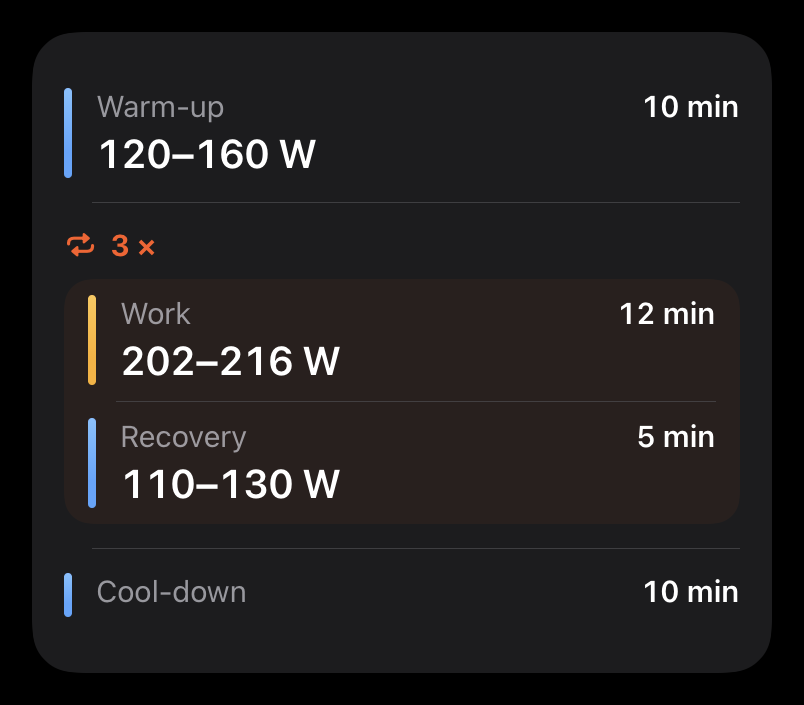 Warm-up 10 min
120–160 W
3 ×
Work 12 min
202–216 W
Recovery 5 min
110–130 W
Cool-down 10 min